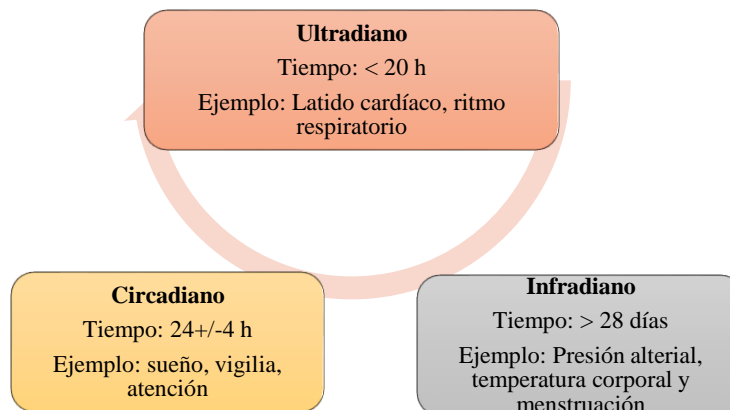 Ultradiano
Tiempo: < 20 h
Ejemplo: Latido cardíaco, ritmo
respiratorio
Circadiano
Tiempo: 24+/-4 h
Ejemplo: sueño, vigilia,
atención
Infradiano
Tiempo: > 28 días
Ejemplo: Presión alterial,
temperatura corporal y
menstruación